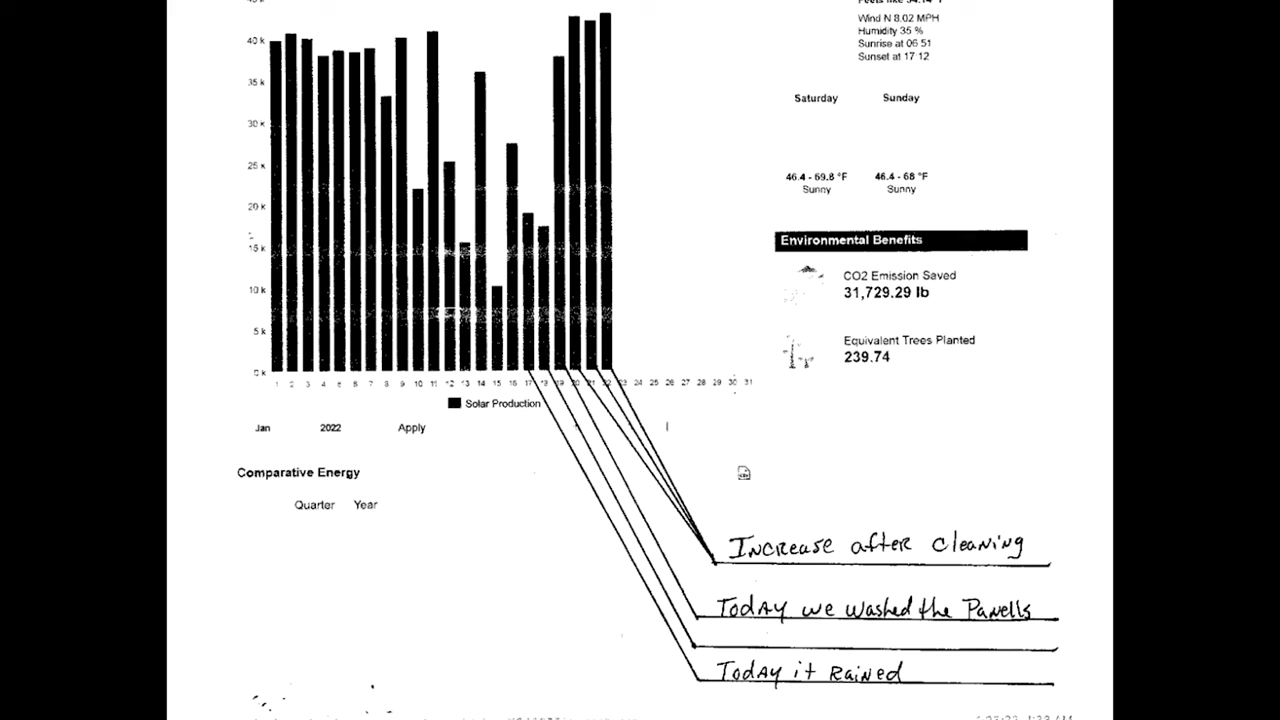 Wind N 8.02 MPH
Humidity 35 %
Sunrise at 06 51
Sunset at 17 12
40 k
35 k
30 k
25 k
20 k
15 k
10 k
5 k
0 k
1 2 3 4 5 6 7 8 9 10 11 12 13 14 15 16 17 18 19 20 21 22 23 24 25 26 27 28 29 30 31
Solar Production
Jan 2022 Apply
Comparative Energy
Quarter Year
Saturday Sunday
46.4 - 69.8 °F 46.4 - 68 °F
Sunny Sunny
Environmental Benefits
CO2 Emission Saved
31,729.29 lb
Equivalent Trees Planted
239.74
Increase after cleaning
Today we washed the Panells
Today it Rained